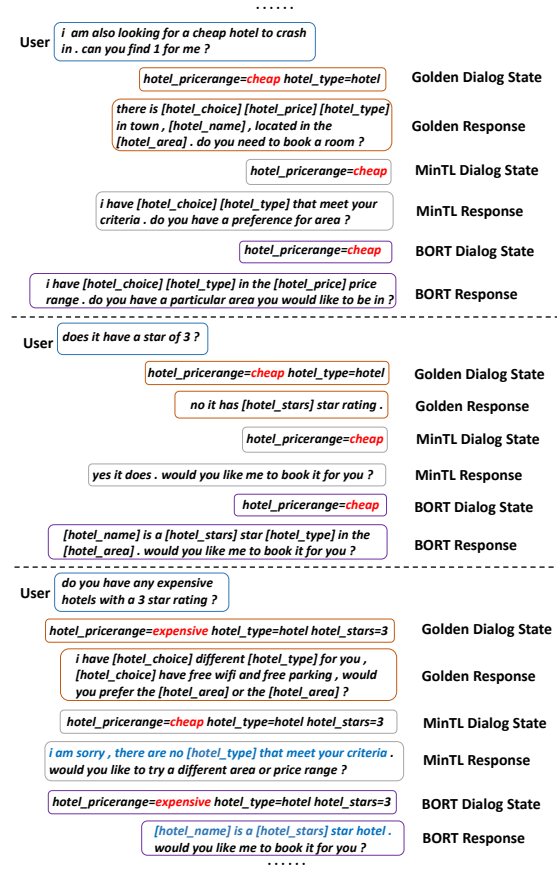 ......
User
i am also looking for a cheap hotel to crash
in . can you find 1 for me ?
hotel_pricerange=cheap hotel_type=hotel
Golden Dialog State
there is [hotel_choice] [hotel_price] [hotel_type]
in town , [hotel_name] , located in the
[hotel_area] . do you need to book a room ?
Golden Response
hotel_pricerange=cheap
MinTL Dialog State
i have [hotel_choice] [hotel_type] that meet your
criteria . do you have a preference for area ?
MinTL Response
hotel_pricerange=cheap
BORT Dialog State
i have [hotel_choice] [hotel_type] in the [hotel_price] price
range . do you have a particular area you would like to be in ?
BORT Response
User
does it have a star of 3 ?
hotel_pricerange=cheap hotel_type=hotel
Golden Dialog State
no it has [hotel_stars] star rating .
Golden Response
hotel_pricerange=cheap
MinTL Dialog State
yes it does . would you like me to book it for you ?
MinTL Response
hotel_pricerange=cheap
BORT Dialog State
[hotel_name] is a [hotel_stars] star [hotel_type] in the
[hotel_area] . would you like me to book it for you ?
BORT Response
User
do you have any expensive
hotels with a 3 star rating ?
hotel_pricerange=expensive hotel_type=hotel hotel_stars=3
Golden Dialog State
i have [hotel_choice] different [hotel_type] for you ,
[hotel_choice] have free wifi and free parking , would
you prefer the [hotel_area] or the [hotel_area] ?
Golden Response
hotel_pricerange=cheap hotel_type=hotel hotel_stars=3
MinTL Dialog State
i am sorry , there are no [hotel_type] that meet your criteria .
would you like to try a different area or price range ?
MinTL Response
hotel_pricerange=expensive hotel_type=hotel hotel_stars=3
BORT Dialog State
[hotel_name] is a [hotel_stars] star hotel .
would you like me to book it for you ?
BORT Response
......